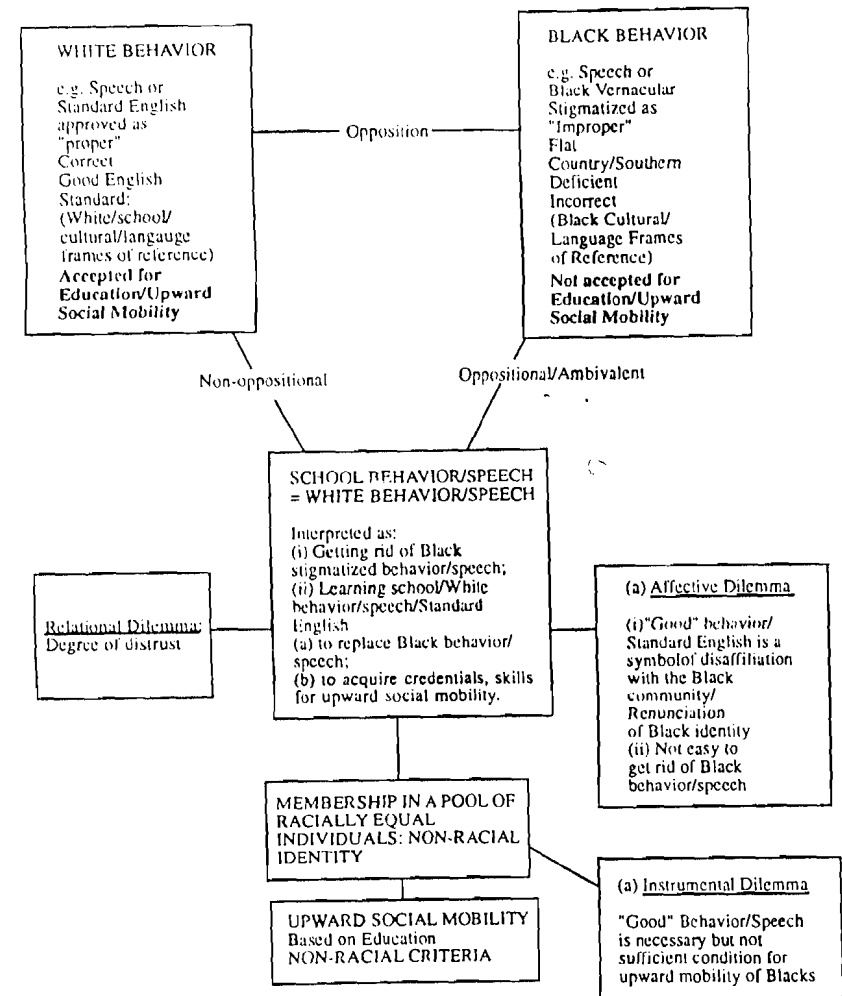 WHITE BEHAVIOR
e.g. Speech or
Standard English
approved as
"proper"
Correct
Good English
Standard:
(White/school/
cultural/langauge
frames of reference)
Accepted for
Education/Upward
Social Mobility
Opposition
BLACK BEHAVIOR
e.g. Speech or
Black Vernacular
Stigmatized as
"Improper"
Flat
Country/Southern
Deficient
Incorrect
(Black Cultural/
Language Frames
of Reference)
Not accepted for
Education/Upward
Social Mobility
Non-oppositional
Oppositional/Ambivalent
SCHOOL BEHAVIOR/SPEECH
= WHITE BEHAVIOR/SPEECH
Interpreted as:
(i) Getting rid of Black
stigmatized behavior/speech;
(ii) Learning school/White
behavior/speech/Standard
English
(a) to replace Black behavior/
speech;
(b) to acquire credentials, skills
for upward social mobility.
Relational Dilemma:
Degree of distrust
(a) Affective Dilemma
(i)"Good" behavior/
Standard English is a
symbolof disaffiliation
with the Black
community/
Renunciation
of Black identity
(ii) Not easy to
get rid of Black
behavior/speech
MEMBERSHIP IN A POOL OF
RACIALLY EQUAL
INDIVIDUALS: NON-RACIAL
IDENTITY
UPWARD SOCIAL MOBILITY
Based on Education
NON-RACIAL CRITERIA
(a) Instrumental Dilemma
"Good" Behavior/Speech
is necessary but not
sufficient condition for
upward mobility of Blacks